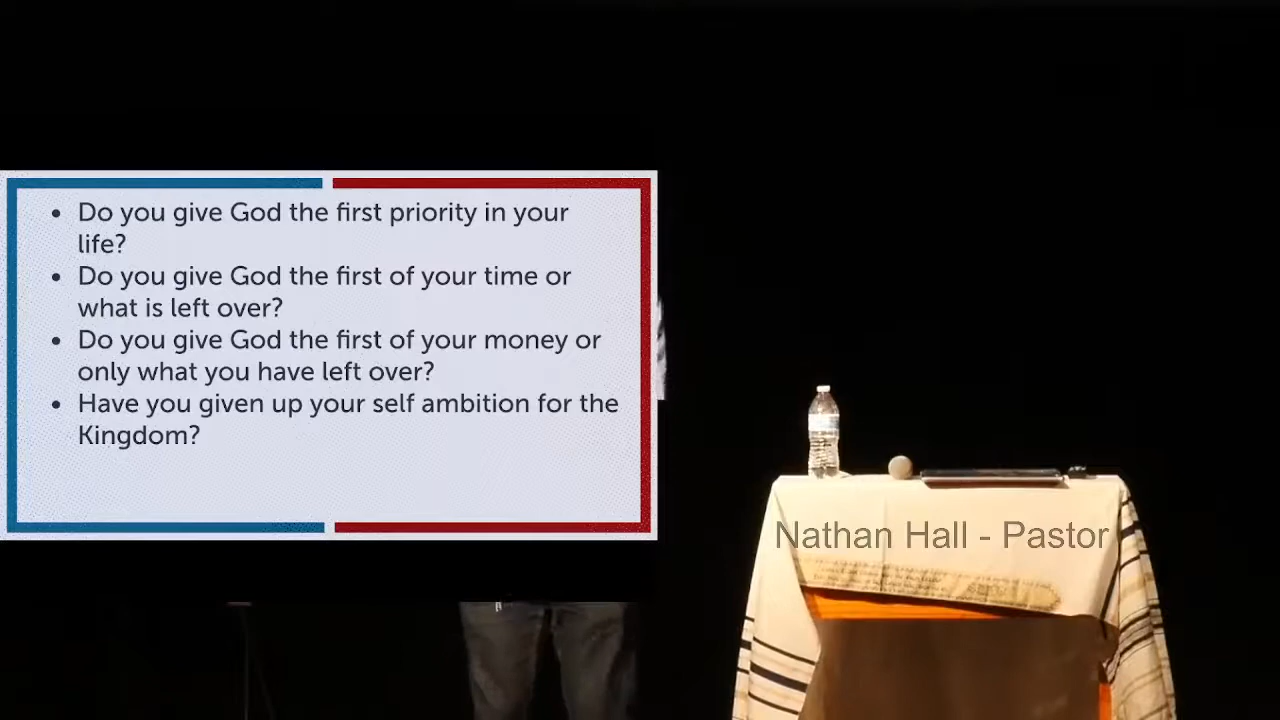 • Do you give God the first priority in your
life?
• Do you give God the first of your time or
what is left over?
• Do you give God the first of your money or
only what you have left over?
• Have you given up your self ambition for the
Kingdom?
Nathan Hall - Pastor